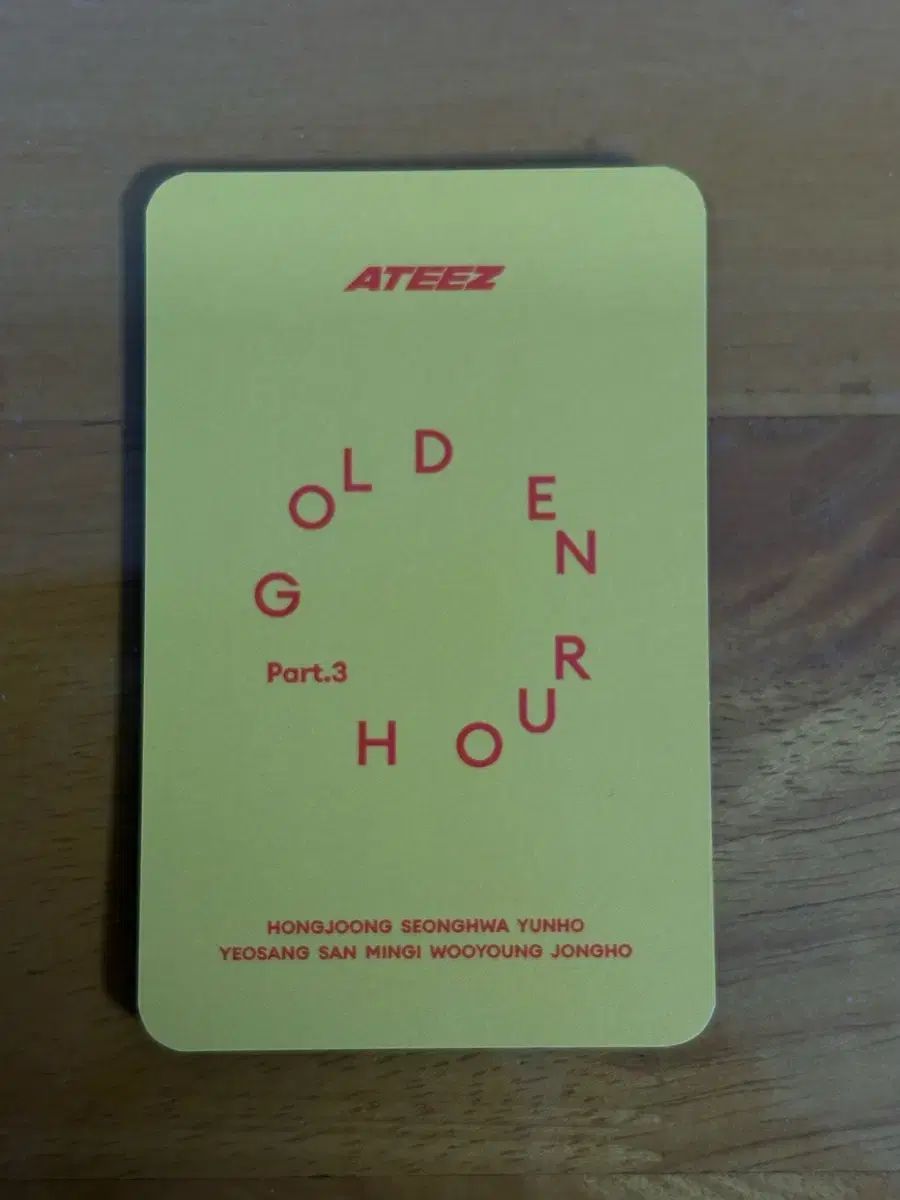 ATEEZ
GOLDEN
HOUR
Part.3
HONGJOONG SEONGHWA YUNHO
YEOSANG SAN MINGI WOOYOUNG JONGHO